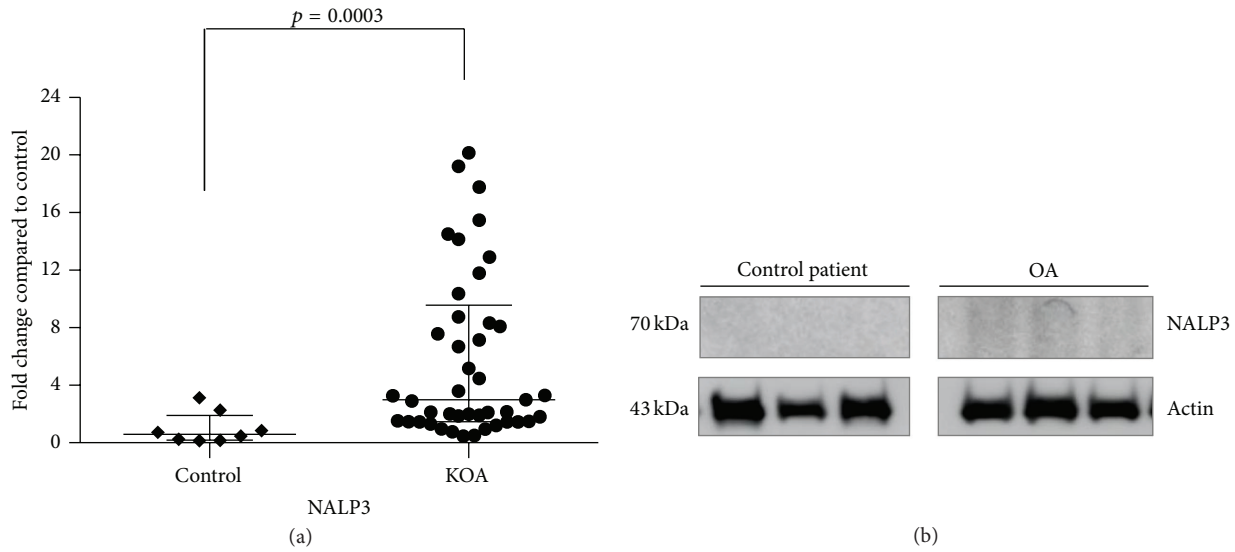 p = 0.0003
Fold change compared to control
24
20
16
12
8
4
0
Control
KOA
NALP3
(a)
Control patient
OA
70 kDa
NALP3
43 kDa
Actin
(b)